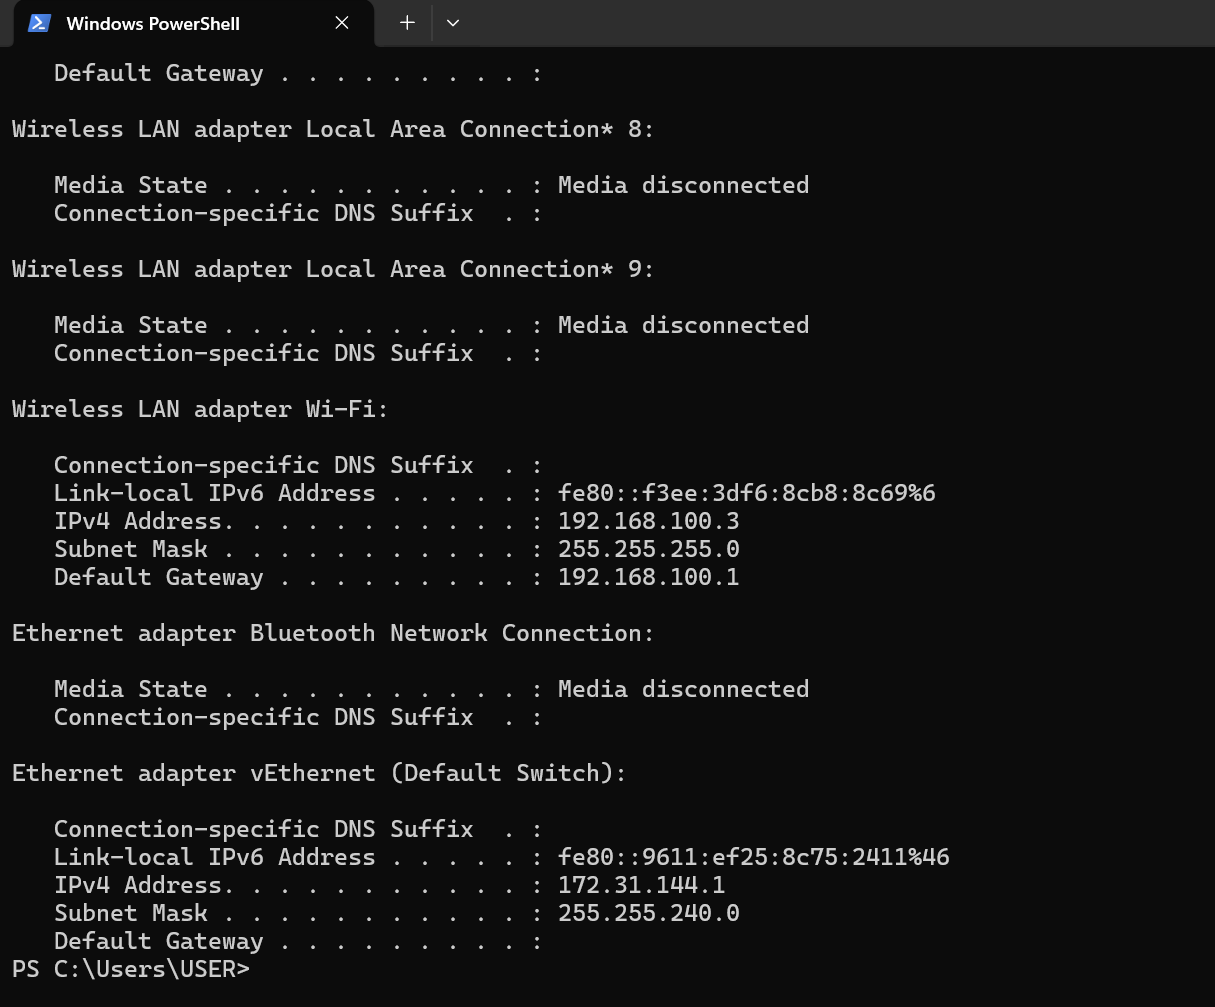 Windows PowerShell
Default Gateway . . . . . . . . . :
Wireless LAN adapter Local Area Connection* 8:
Media State . . . . . . . . . . . : Media disconnected
Connection-specific DNS Suffix  . :
Wireless LAN adapter Local Area Connection* 9:
Media State . . . . . . . . . . . : Media disconnected
Connection-specific DNS Suffix  . :
Wireless LAN adapter Wi-Fi:
Connection-specific DNS Suffix  . :
Link-local IPv6 Address . . . . . : fe80::f3ee:3df6:8cb8:8c69%6
IPv4 Address. . . . . . . . . . . : 192.168.100.3
Subnet Mask . . . . . . . . . . . : 255.255.255.0
Default Gateway . . . . . . . . . : 192.168.100.1
Ethernet adapter Bluetooth Network Connection:
Media State . . . . . . . . . . . : Media disconnected
Connection-specific DNS Suffix  . :
Ethernet adapter vEthernet (Default Switch):
Connection-specific DNS Suffix  . :
Link-local IPv6 Address . . . . . : fe80::9611:ef25:8c75:2411%46
IPv4 Address. . . . . . . . . . . : 172.31.144.1
Subnet Mask . . . . . . . . . . . : 255.255.240.0
Default Gateway . . . . . . . . . :
PS C:\Users\USER>